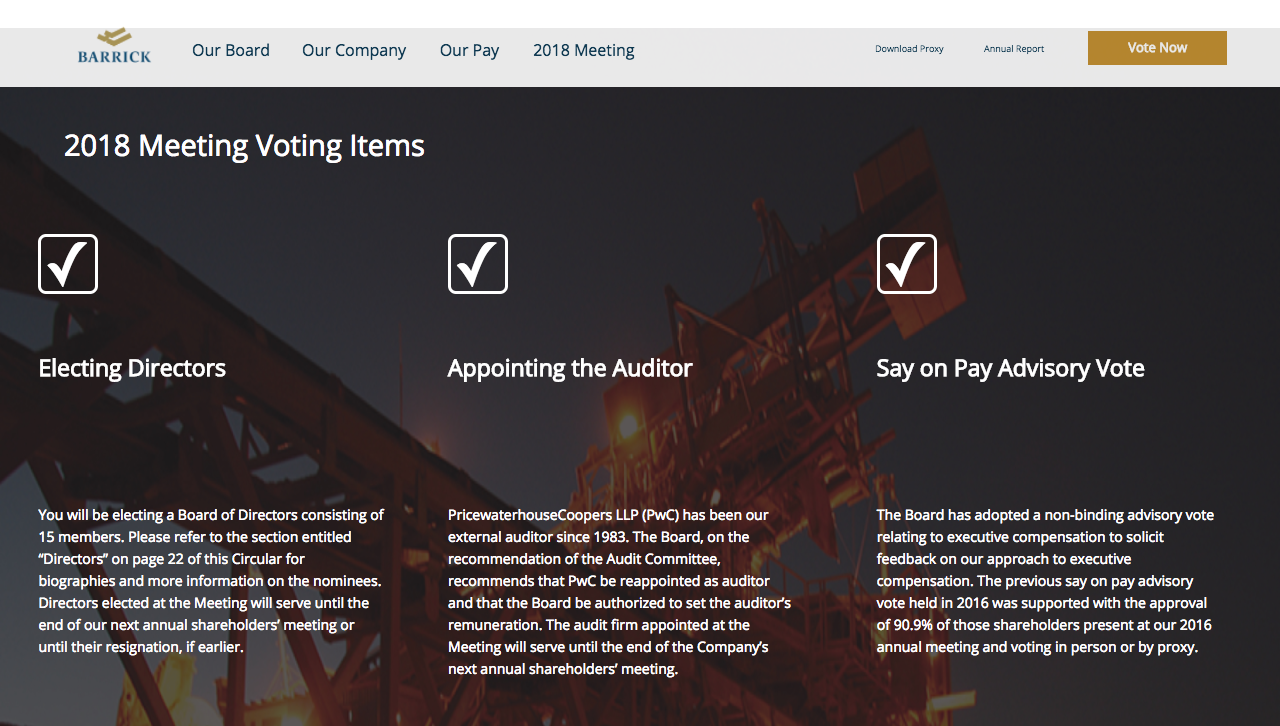 BARRICK
Our Board
Our Company
Our Pay
2018 Meeting
Download Proxy
Annual Report
Vote Now
2018 Meeting Voting Items
Electing Directors
You will be electing a Board of Directors consisting of
15 members. Please refer to the section entitled
“Directors” on page 22 of this Circular for
biographies and more information on the nominees.
Directors elected at the Meeting will serve until the
end of our next annual shareholders’ meeting or
until their resignation, if earlier.
Appointing the Auditor
PricewaterhouseCoopers LLP (PwC) has been our
external auditor since 1983. The Board, on the
recommendation of the Audit Committee,
recommends that PwC be reappointed as auditor
and that the Board be authorized to set the auditor’s
remuneration. The audit firm appointed at the
Meeting will serve until the end of the Company’s
next annual shareholders’ meeting.
Say on Pay Advisory Vote
The Board has adopted a non-binding advisory vote
relating to executive compensation to solicit
feedback on our approach to executive
compensation. The previous say on pay advisory
vote held in 2016 was supported with the approval
of 90.9% of those shareholders present at our 2016
annual meeting and voting in person or by proxy.